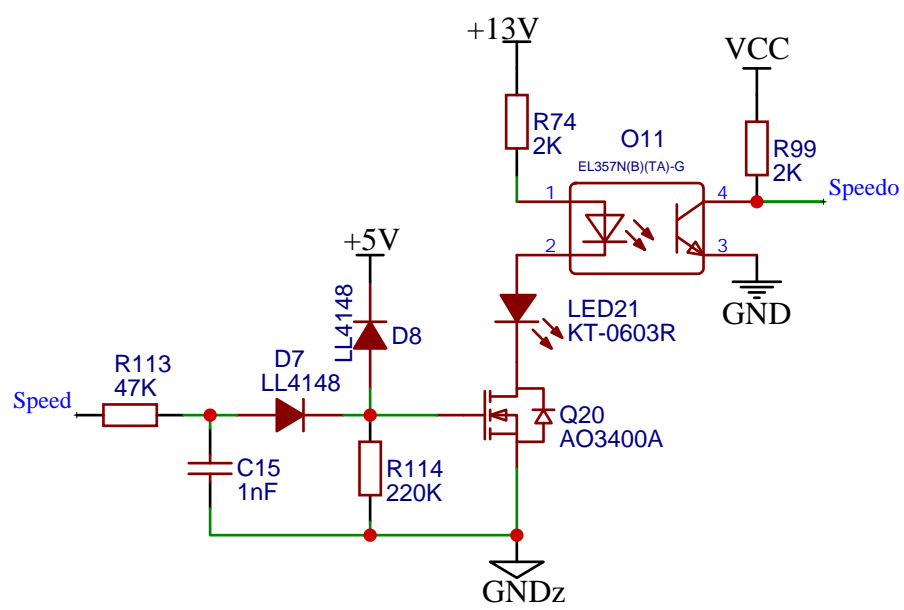 +13V
VCC
R74
2K
O11
EL357N(B)(TA)-G
R99
2K
1
4
Speedo
2
3
+5V
GND
LL4148
D8
LED21
KT-0603R
D7
LL4148
R113
47K
Speed
Q20
AO3400A
C15
1nF
R114
220K
GNDz